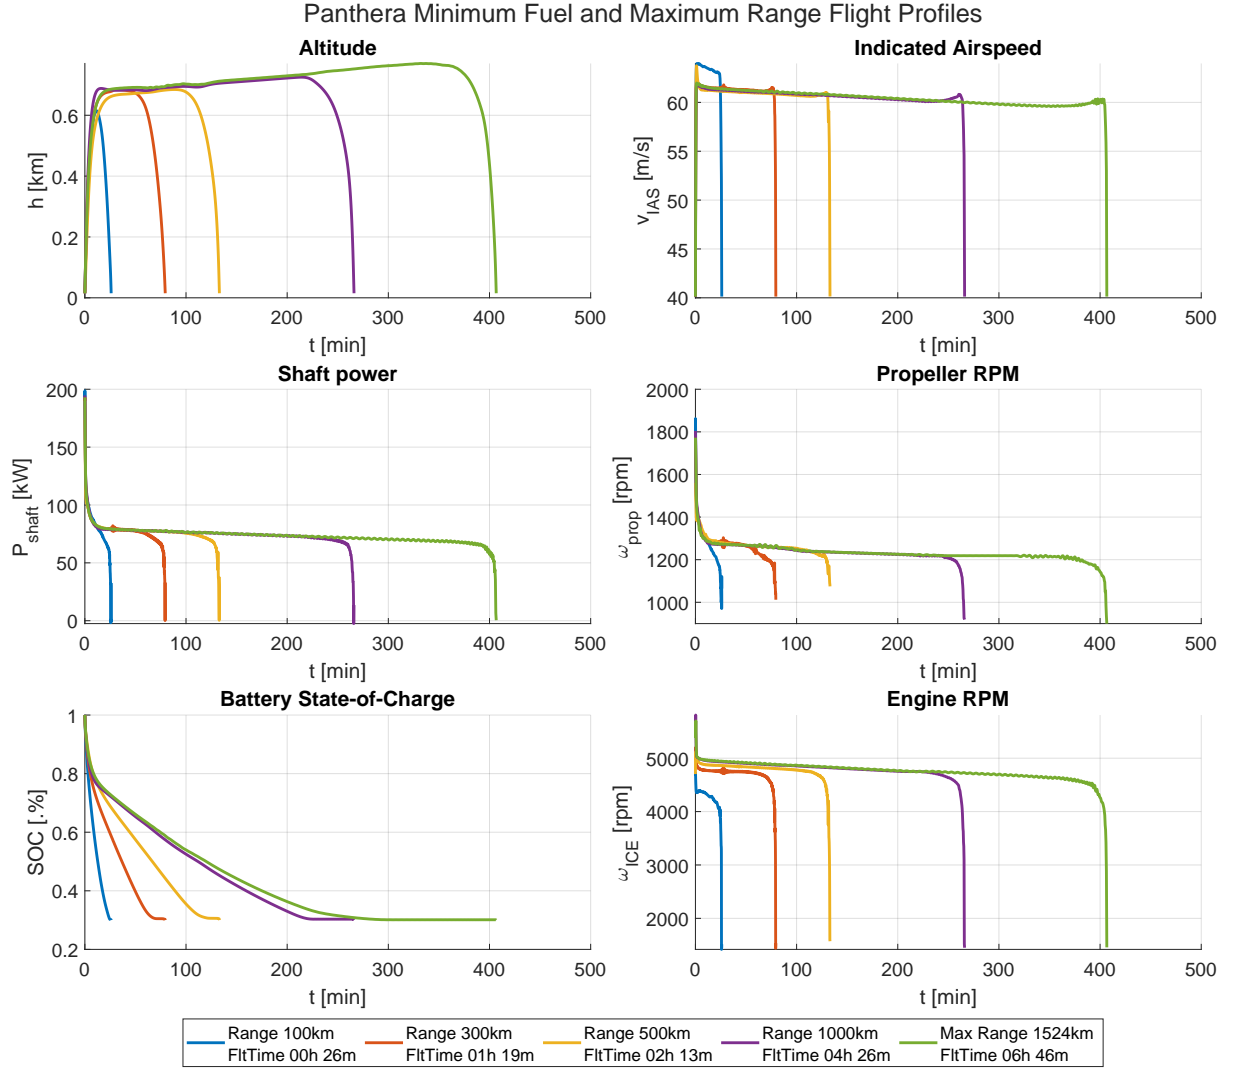 Panthera Minimum Fuel and Maximum Range Flight Profiles
Altitude
h [km]
0.6
0.4
0.2
0
0 100 200 300 400 500
t [min]
Indicated Airspeed
v_IAS [m/s]
60
55
50
45
40
0 100 200 300 400 500
t [min]
Shaft power
P_shaft [kW]
200
150
100
50
0
0 100 200 300 400 500
t [min]
Propeller RPM
ω_prop [rpm]
2000
1800
1600
1400
1200
1000
0 100 200 300 400 500
t [min]
Battery State-of-Charge
SOC [.%]
1
0.8
0.6
0.4
0.2
0 100 200 300 400 500
t [min]
Engine RPM
ω_ICE [rpm]
5000
4000
3000
2000
0 100 200 300 400 500
t [min]
Range 100km
FltTime 00h 26m
Range 300km
FltTime 01h 19m
Range 500km
FltTime 02h 13m
Range 1000km
FltTime 04h 26m
Max Range 1524km
FltTime 06h 46m